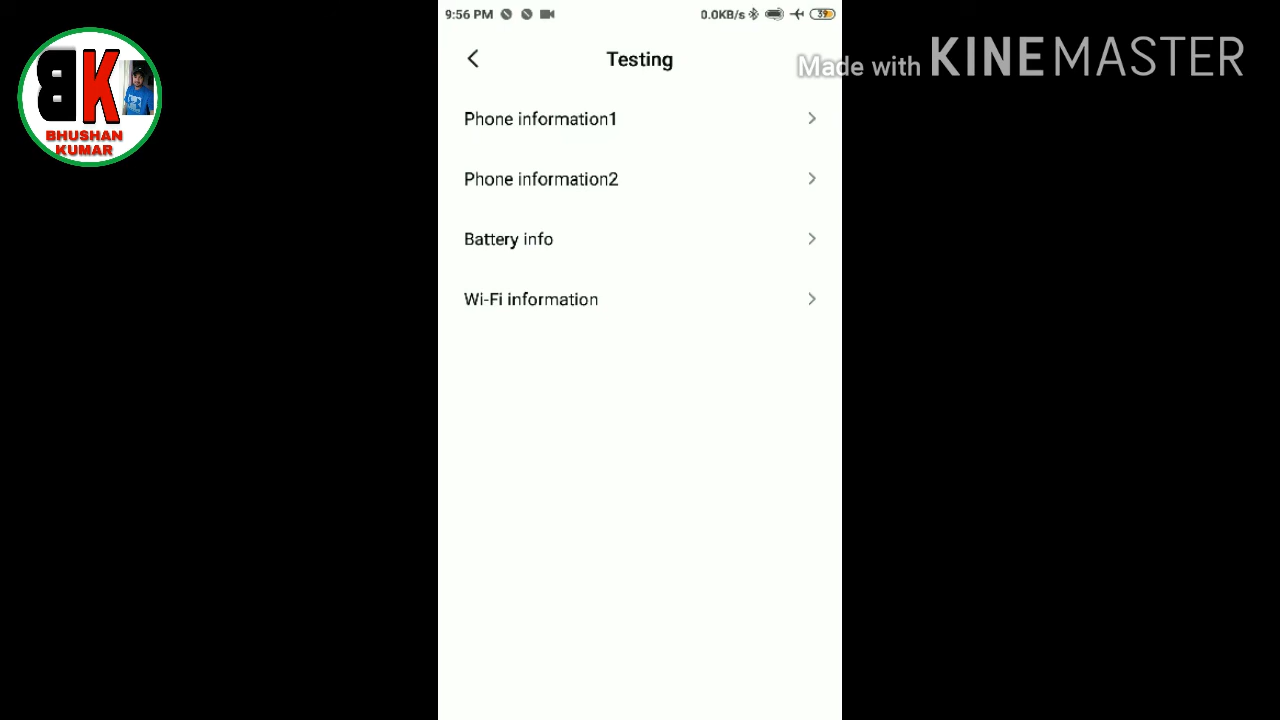 9:56 PM
0.0KB/s
39
Testing
Made with KINEMASTER
BK
BHUSHAN
KUMAR
Phone information1
Phone information2
Battery info
Wi-Fi information